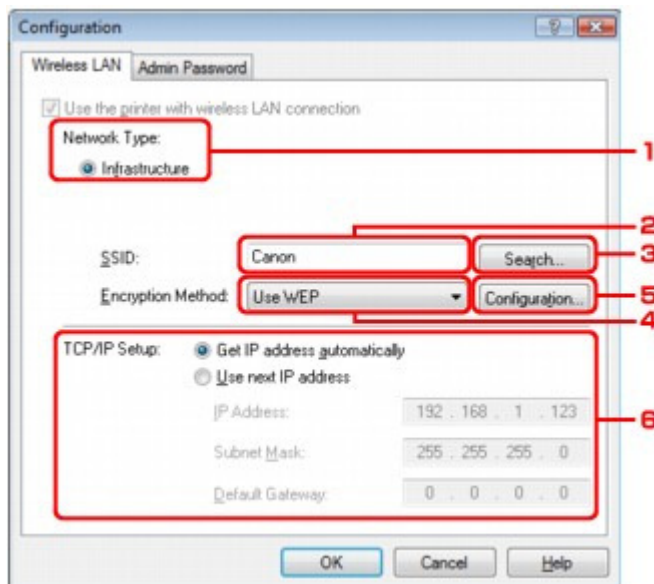 Configuration
Wireless LAN Admin Password
Use the printer with wireless LAN connection
Network Type:
Infrastructure
1
2
SSID: Canon Search... 3
Encryption Method: Use WEP Configuration... 5
4
TCP/IP Setup: Get IP address automatically
Use next IP address
IP Address: 192 . 168 . 1 . 123
6
Subnet Mask: 255 . 255 . 255 . 0
Default Gateway: 0 . 0 . 0 . 0
OK Cancel Help